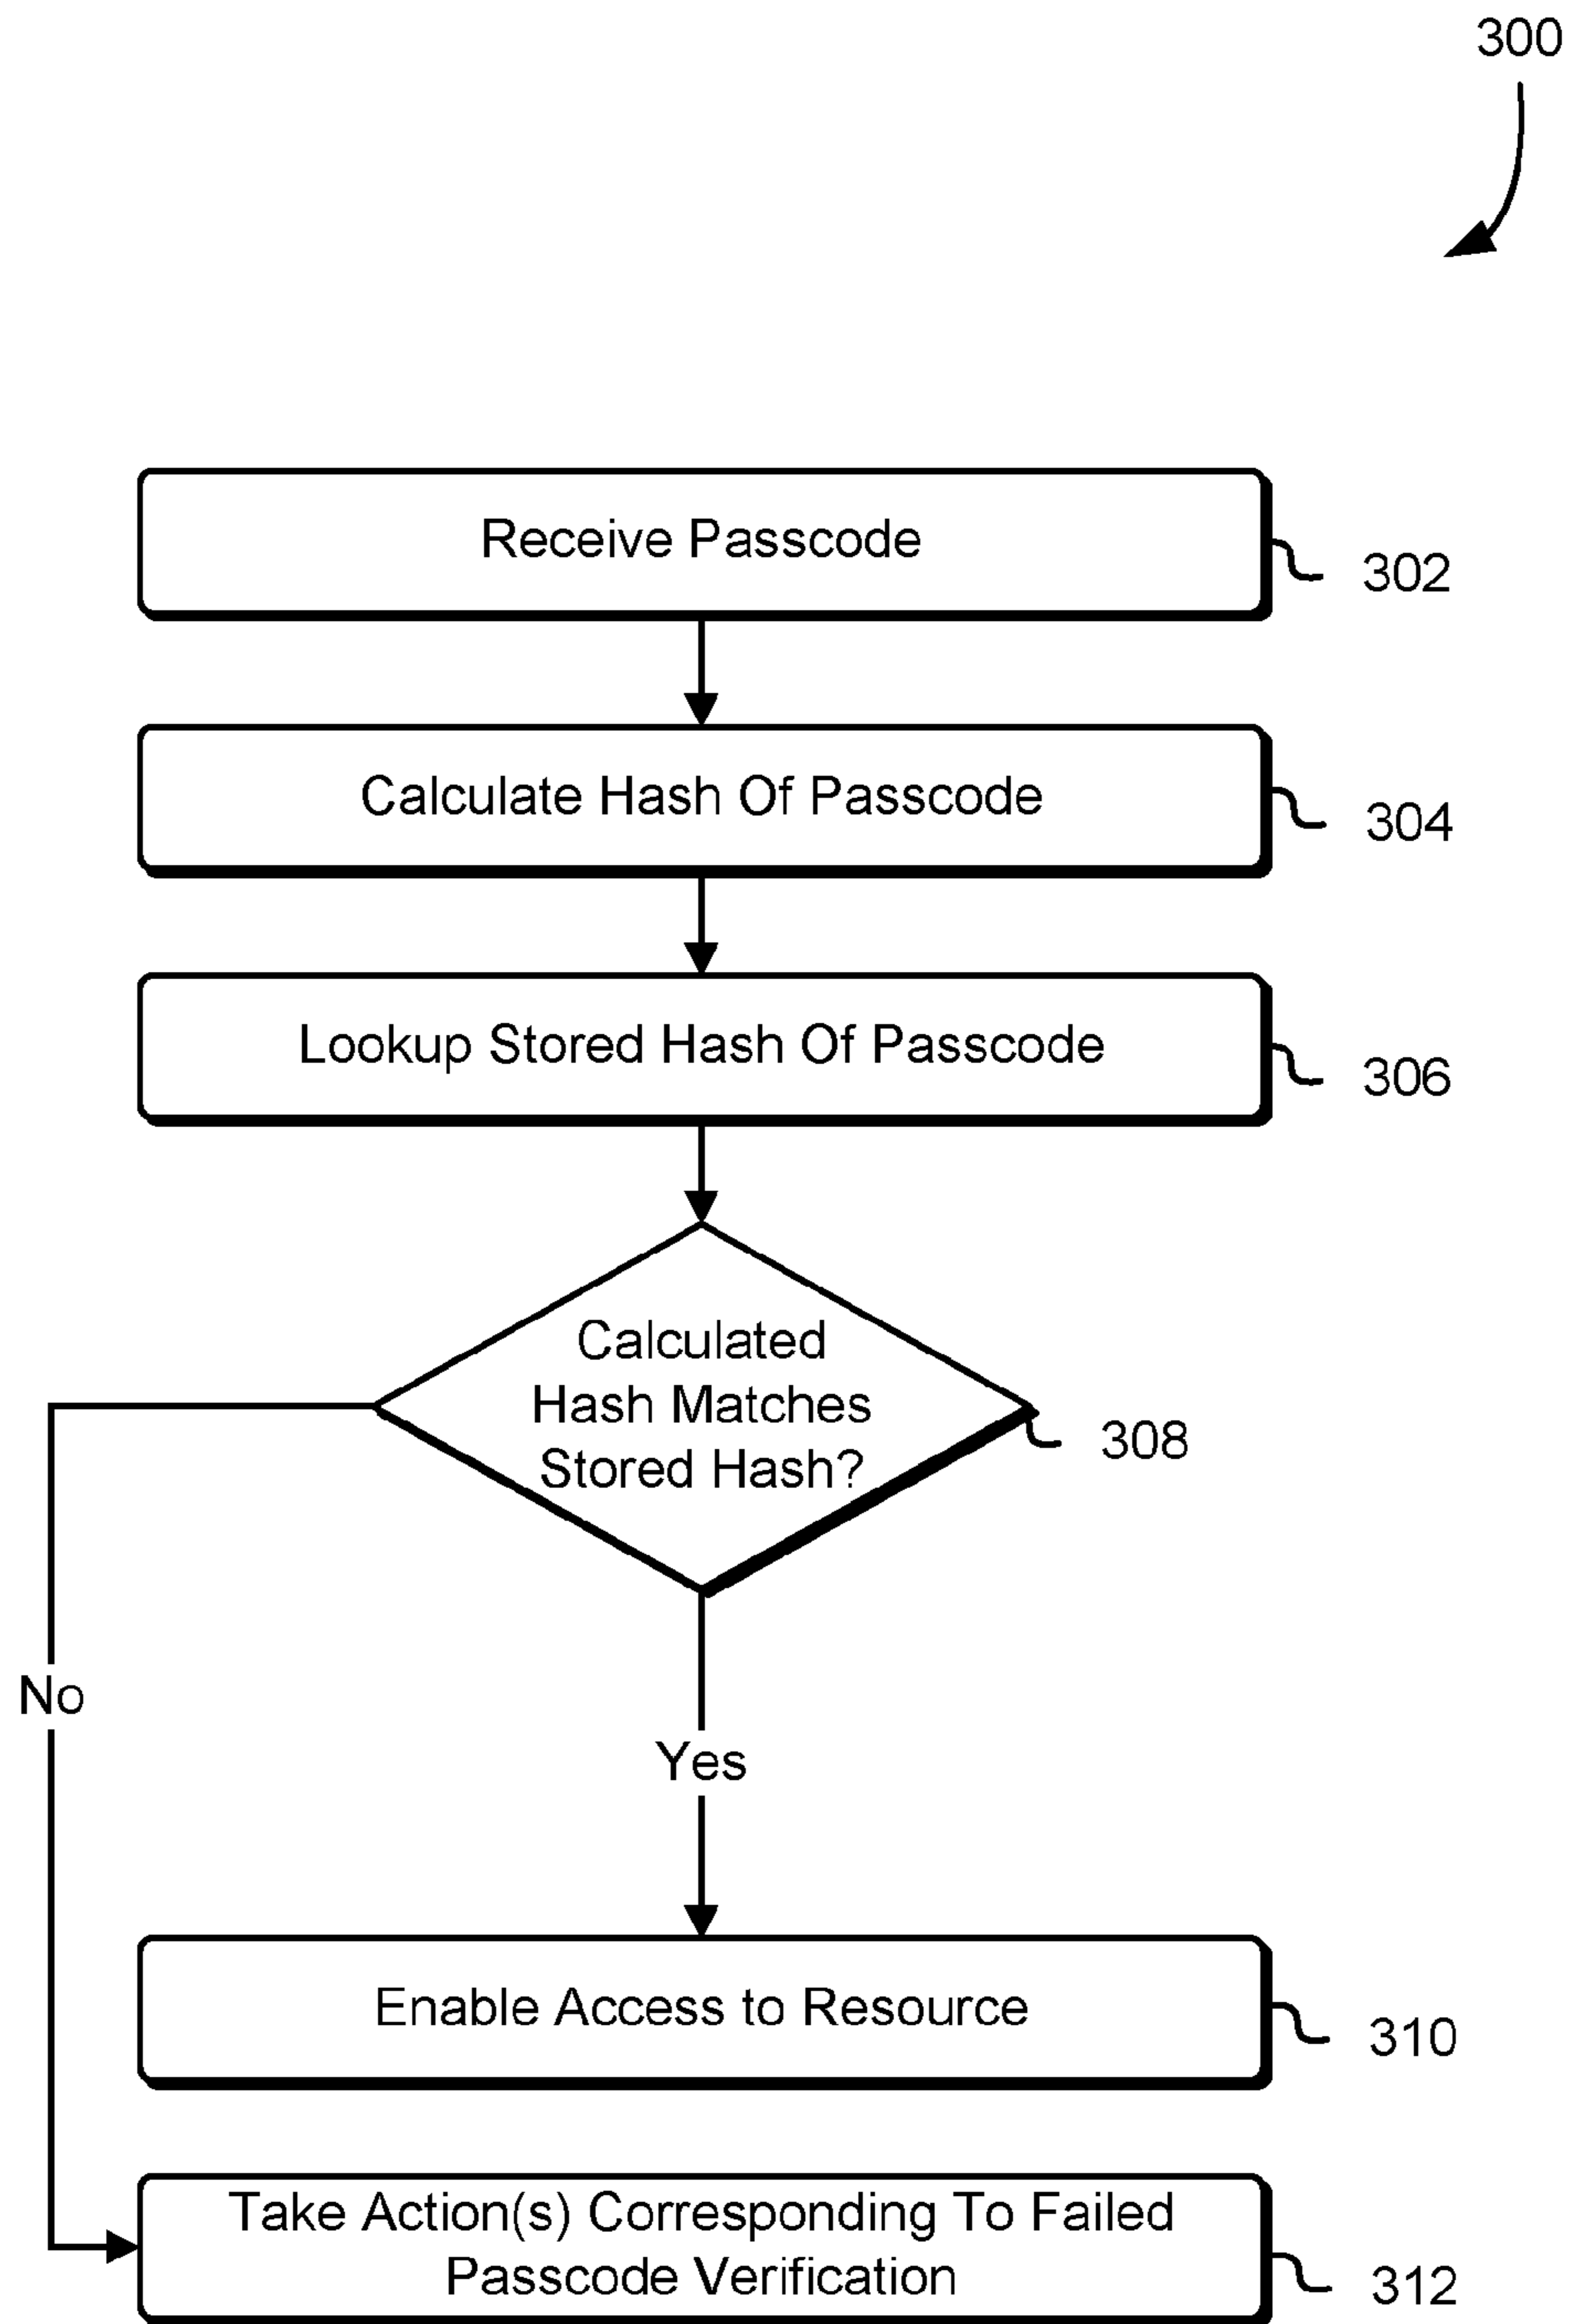 300
Receive Passcode
302
Calculate Hash Of Passcode
304
Lookup Stored Hash Of Passcode
306
Calculated
Hash Matches
Stored Hash?
308
No
Yes
Enable Access to Resource
310
Take Action(s) Corresponding To Failed
Passcode Verification
312